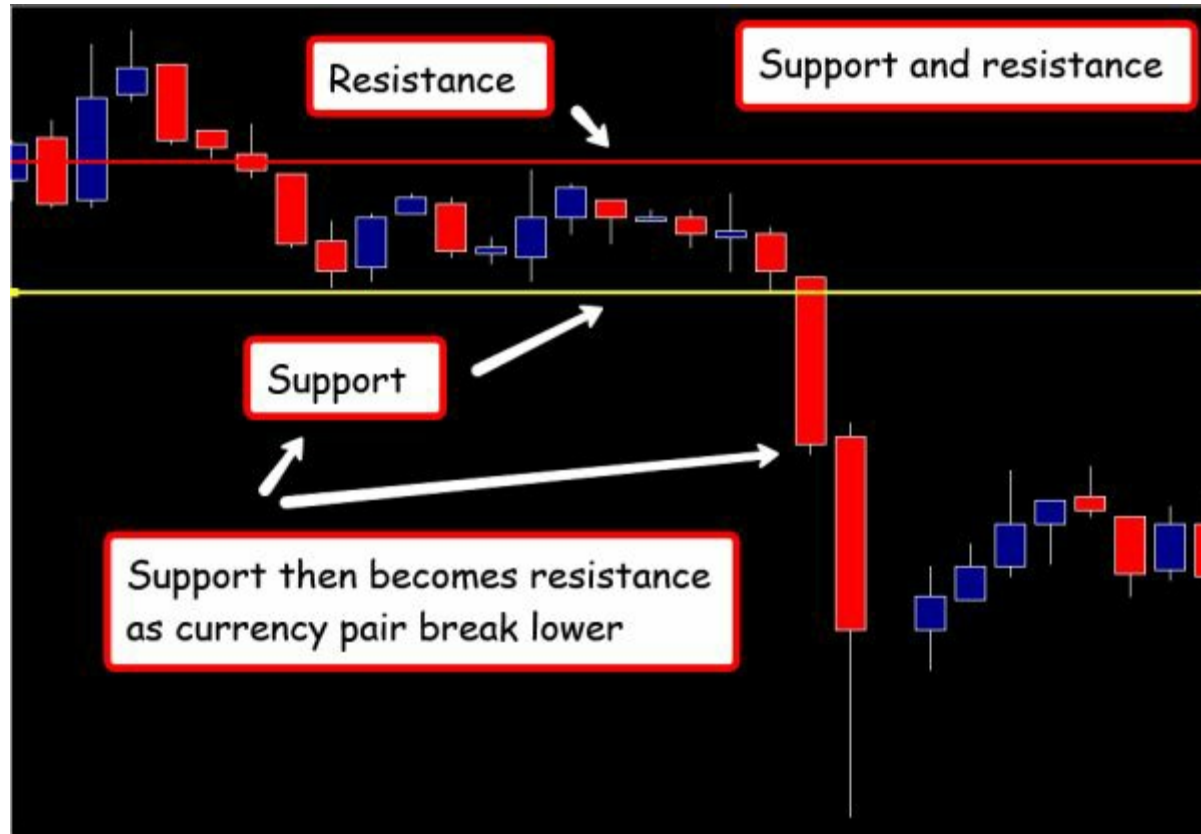 Resistance
Support and resistance
Support
Support then becomes resistance
as currency pair break lower